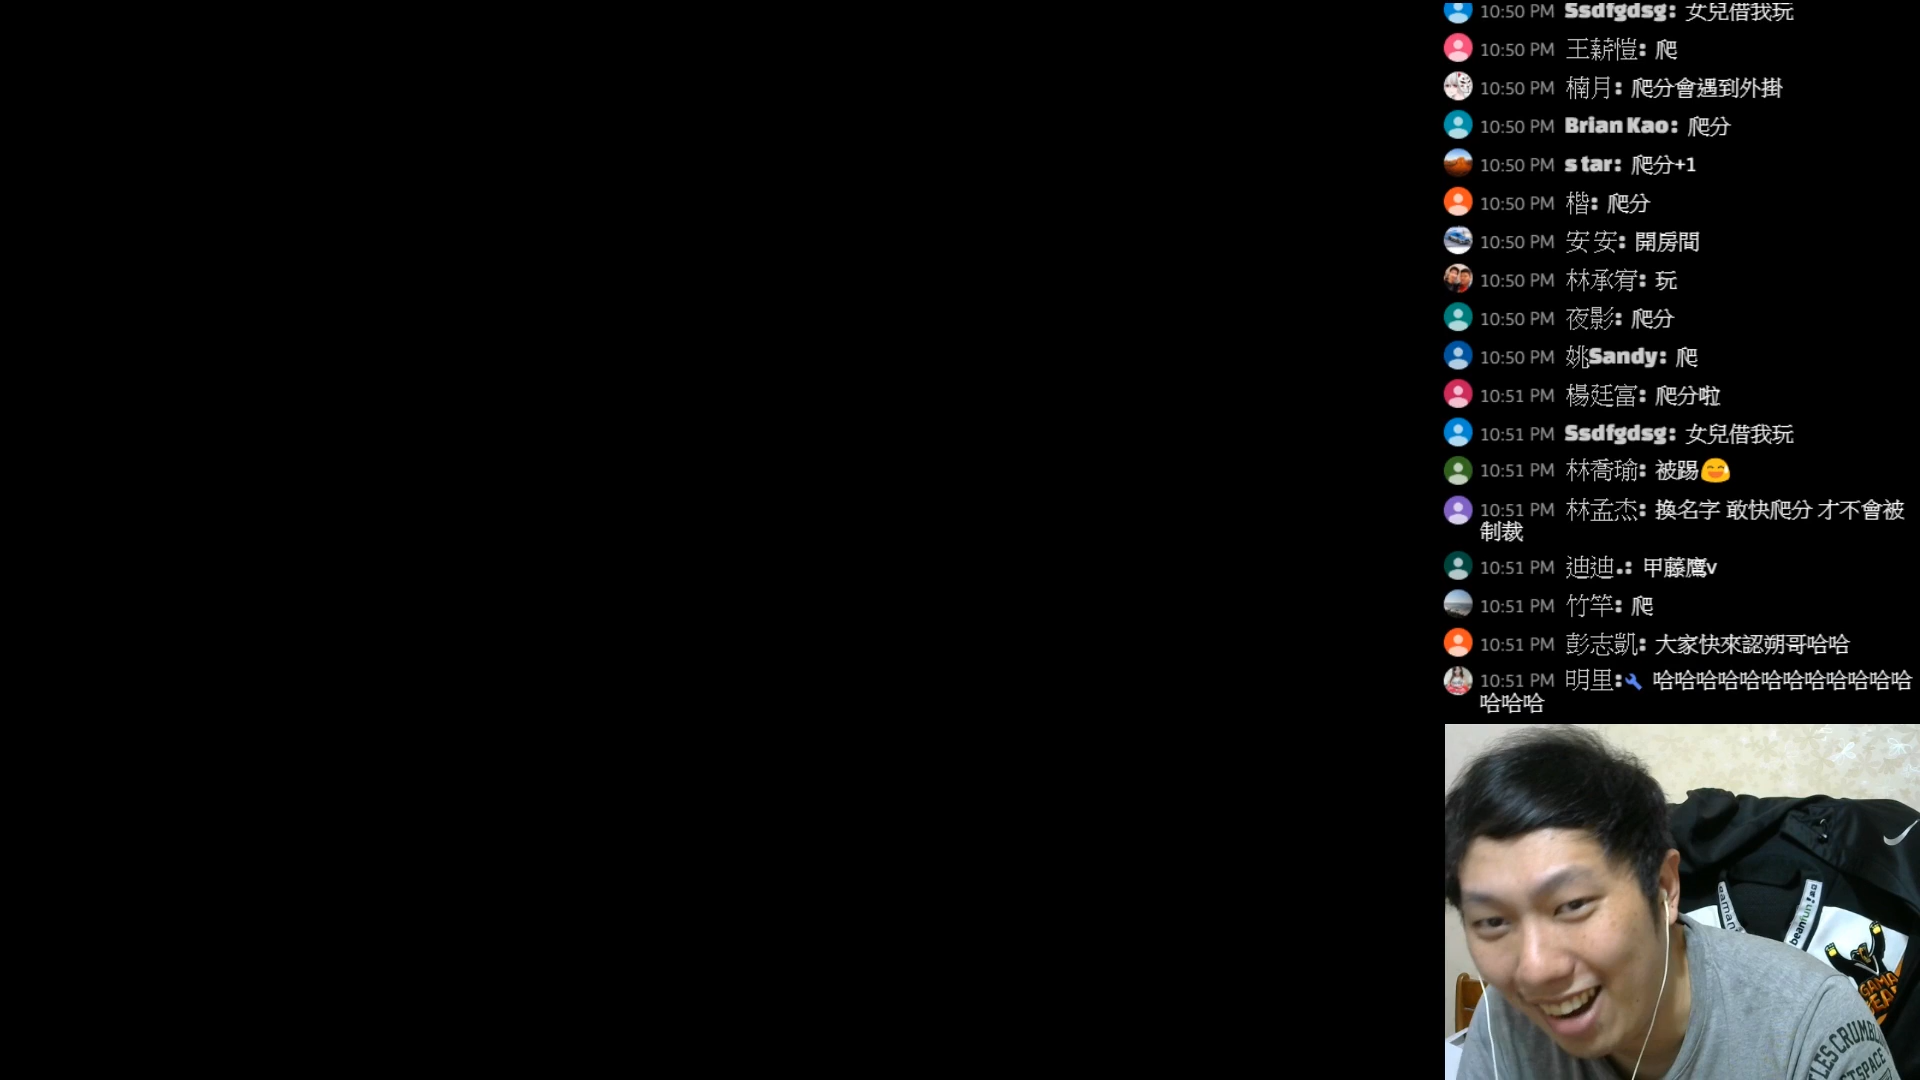 10:50 PM Ssdfgdsg: 女兒借我玩
10:50 PM 王薪愷: 爬
10:50 PM 楠月: 爬分會遇到外掛
10:50 PM Brian Kao: 爬分
10:50 PM s tar: 爬分+1
10:50 PM 楷: 爬分
10:50 PM 安安: 開房間
10:50 PM 林承宥: 玩
10:50 PM 夜影: 爬分
10:50 PM 姚Sandy: 爬
10:51 PM 楊廷富: 爬分啦
10:51 PM Ssdfgdsg: 女兒借我玩
10:51 PM 林喬瑜: 被踢😅
10:51 PM 林孟杰: 換名字 敢快爬分 才不會被
制裁
10:51 PM 迪迪.: 甲藤鷹v
10:51 PM 竹竿: 爬
10:51 PM 彭志凱: 大家快來認朔哥哈哈
10:51 PM 明里: 哈哈哈哈哈哈哈哈哈哈哈哈
哈哈哈
beanfun!
GAMA
BEA
LES CRUMBL
TSPACE